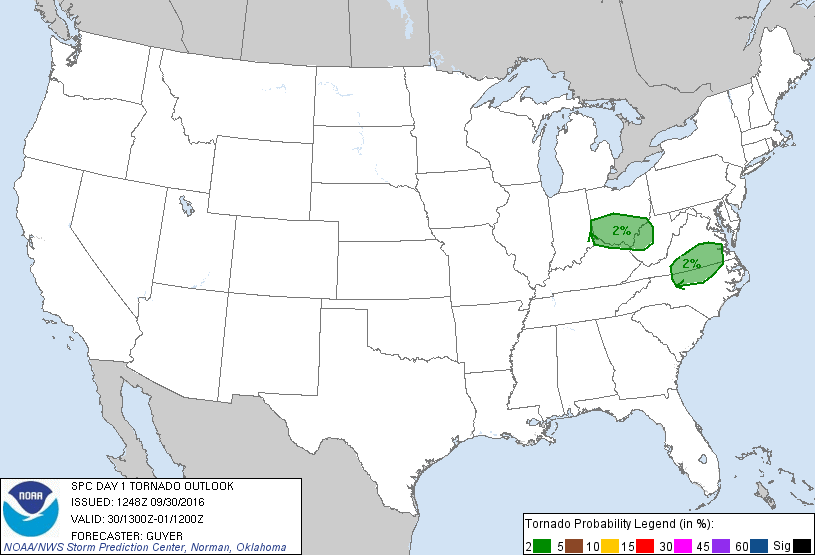 2%
2%
NOAA
SPC DAY 1 TORNADO OUTLOOK
ISSUED: 1248Z 09/30/2016
VALID: 30/1300Z-01/1200Z
FORECASTER: GUYER
NOAA/NWS Storm Prediction Center, Norman, Oklahoma
Tornado Probability Legend (in %):
2 5 10 15 30 45 60 Sig